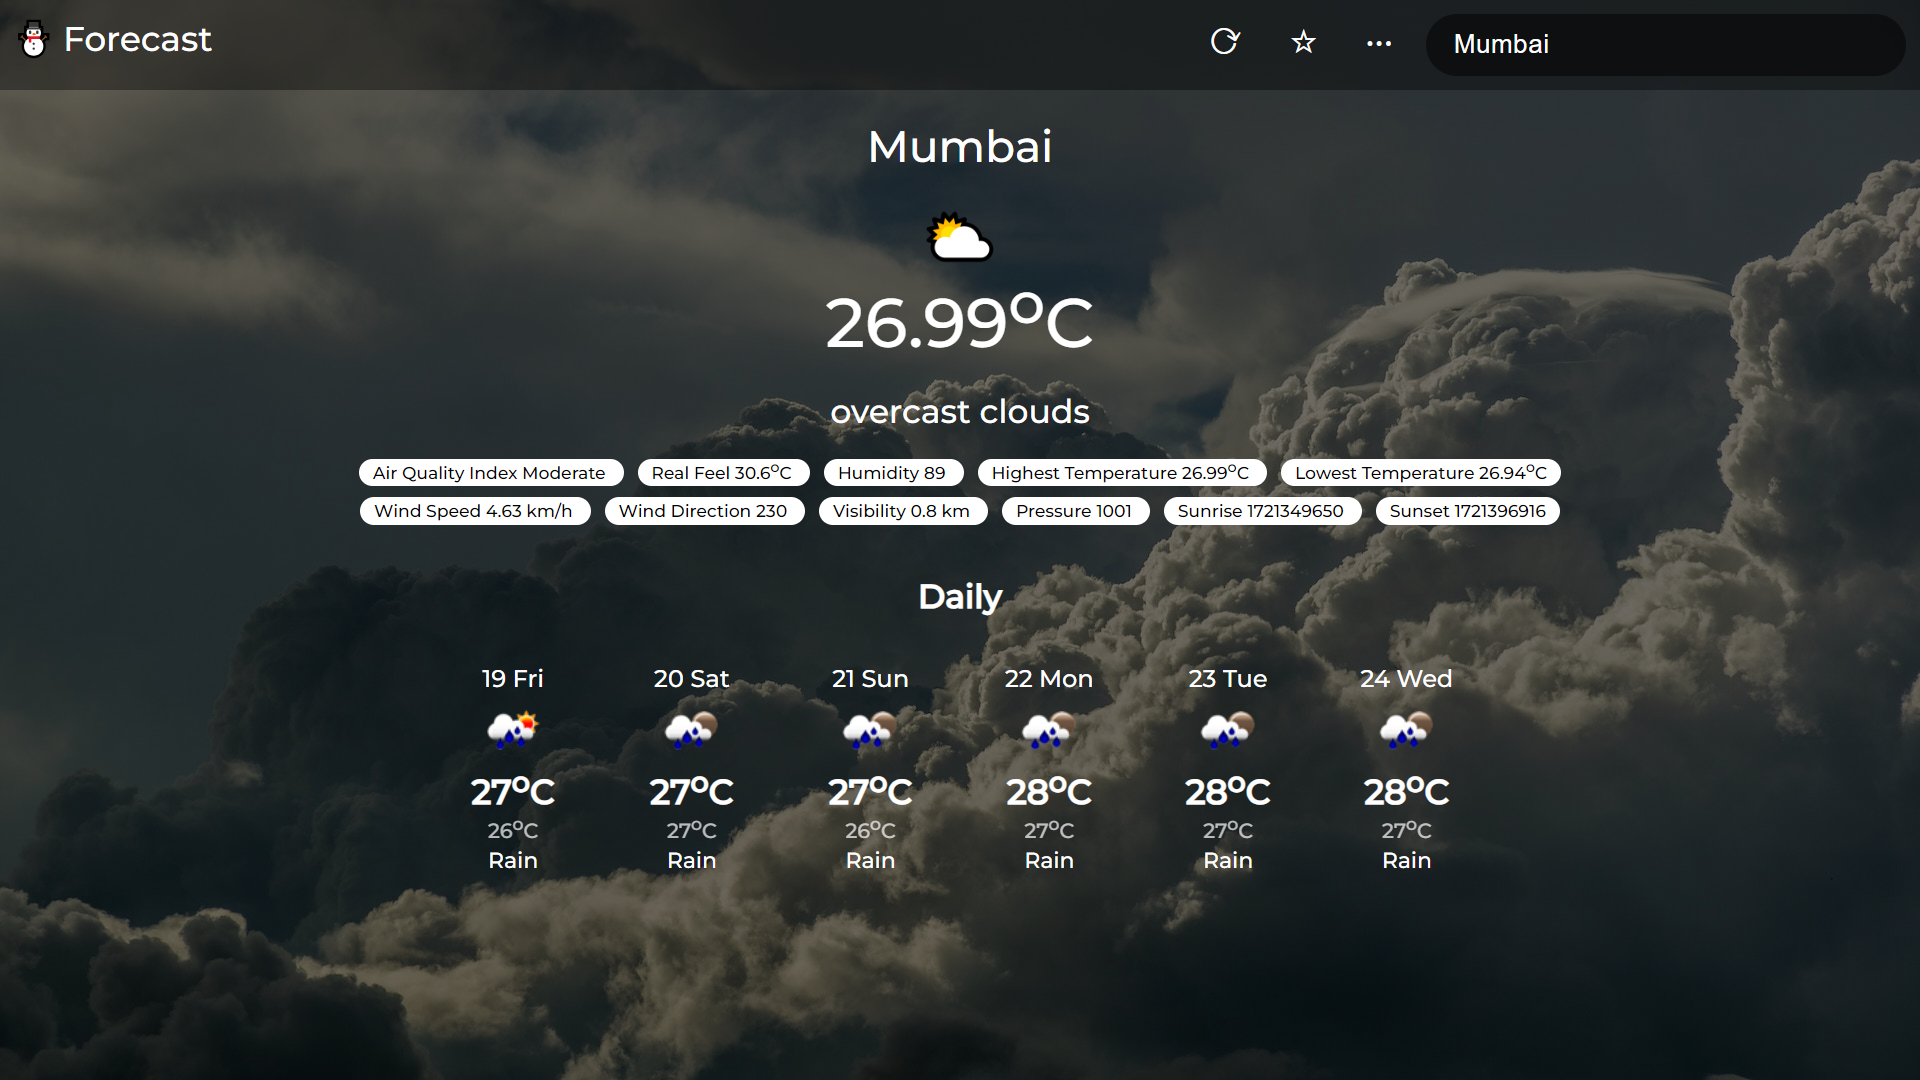 Forecast
Mumbai
Mumbai
26.99°C
overcast clouds
Air Quality Index Moderate Real Feel 30.6°C Humidity 89 Highest Temperature 26.99°C Lowest Temperature 26.94°C
Wind Speed 4.63 km/h Wind Direction 230 Visibility 0.8 km Pressure 1001 Sunrise 1721349650 Sunset 1721396916
Daily
19 Fri 20 Sat 21 Sun 22 Mon 23 Tue 24 Wed
27°C 27°C 27°C 28°C 28°C 28°C
26°C 27°C 26°C 27°C 27°C 27°C
Rain Rain Rain Rain Rain Rain